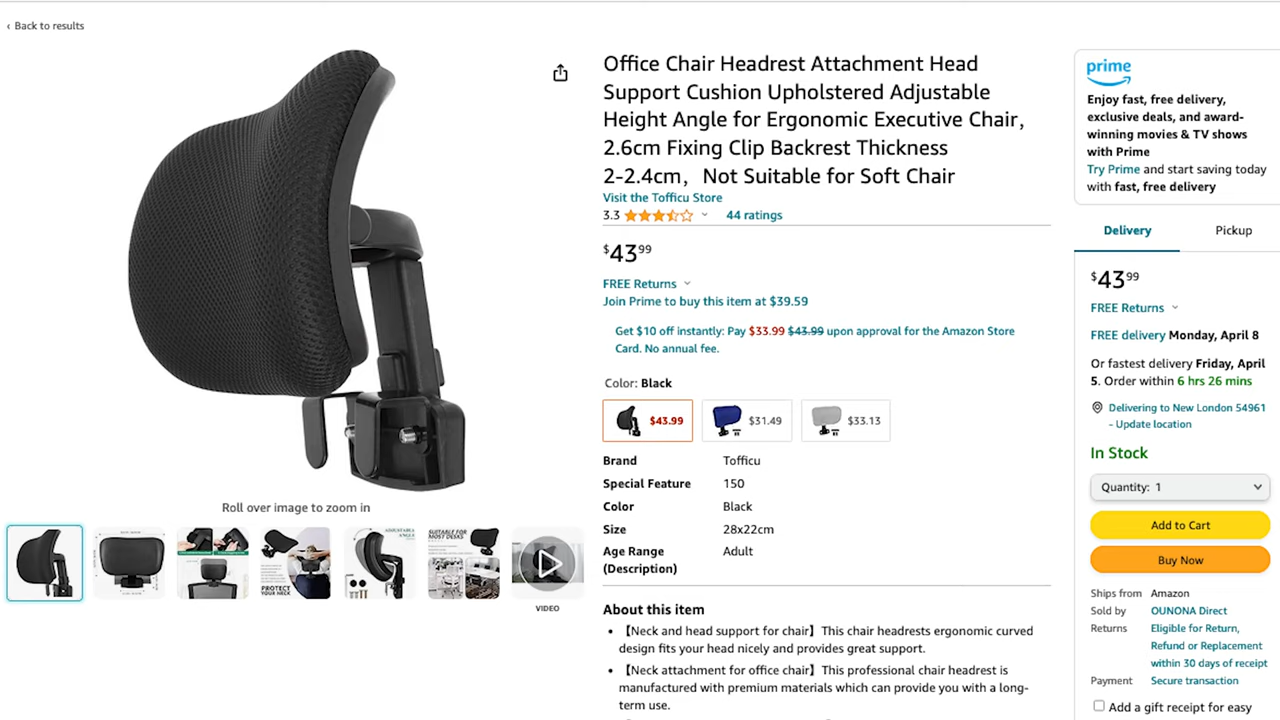 ‹ Back to results
Office Chair Headrest Attachment Head
Support Cushion Upholstered Adjustable
Height Angle for Ergonomic Executive Chair,
2.6cm Fixing Clip Backrest Thickness
2-2.4cm，Not Suitable for Soft Chair
Visit the Tofficu Store
3.3
44 ratings
$4399
FREE Returns
Join Prime to buy this item at $39.59
Get $10 off instantly: Pay $33.99 $43.99 upon approval for the Amazon Store
Card. No annual fee.
Color: Black
$43.99
$31.49
$33.13
Brand Tofficu
Special Feature 150
Color Black
Size 28x22cm
Age Range Adult
(Description)
About this item
• 【Neck and head support for chair】This chair headrests ergonomic curved
design fits your head nicely and provides great support.
• 【Neck attachment for office chair】This professional chair headrest is
manufactured with premium materials which can provide you with a long-
term use.
Roll over image to zoom in
ADJUSTABLE
ANGLE
SUITABLE FOR
MOST DESKS
PROTECT
YOUR NECK
VIDEO
prime
Enjoy fast, free delivery,
exclusive deals, and award-
winning movies & TV shows
with Prime
Try Prime and start saving today
with fast, free delivery
Delivery
Pickup
$4399
FREE Returns
FREE delivery Monday, April 8
Or fastest delivery Friday, April
5. Order within 6 hrs 26 mins
Delivering to New London 54961
- Update location
In Stock
Quantity: 1
Add to Cart
Buy Now
Ships from Amazon
Sold by OUNONA Direct
Returns Eligible for Return,
Refund or Replacement
within 30 days of receipt
Payment Secure transaction
Add a gift receipt for easy